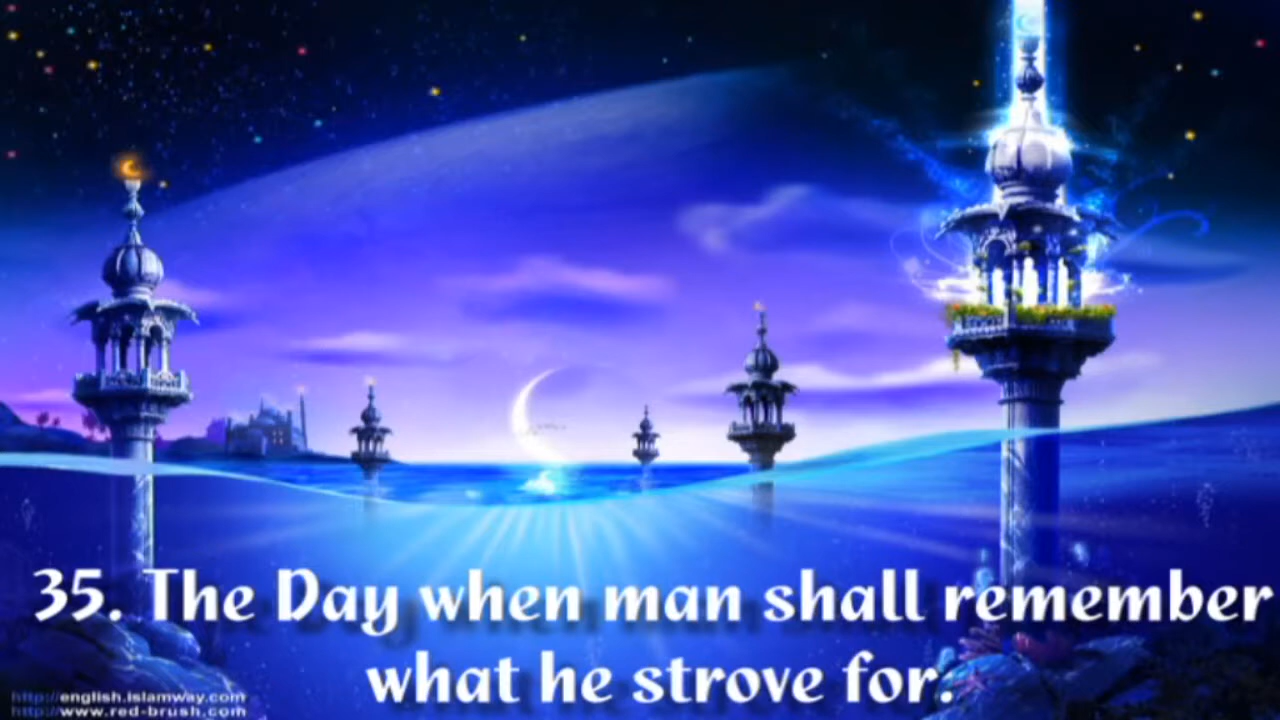 35. The Day when man shall remember
what he strove for.
http://english.islamway.com
http://www.red-brush.com